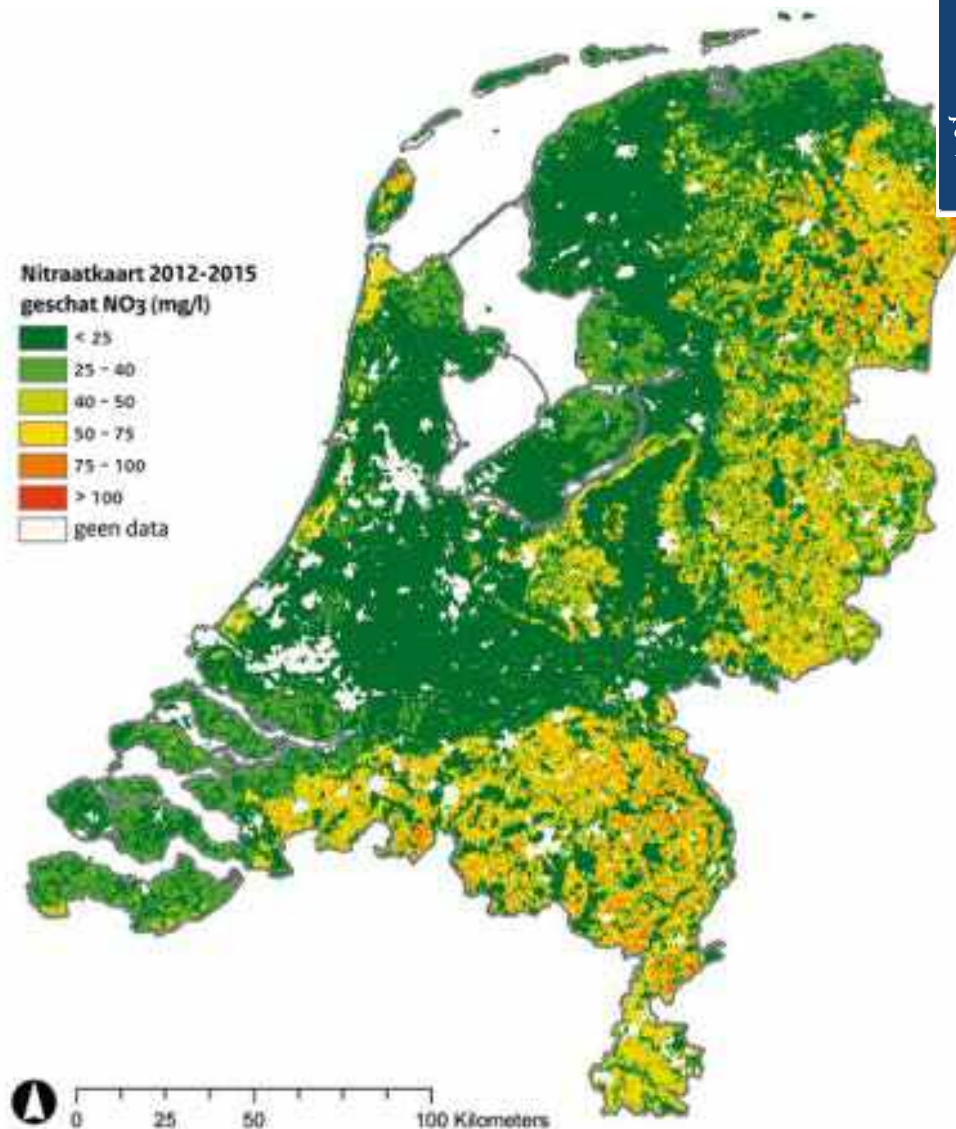 Nitraatkaart 2012-2015
geschat NO3 (mg/l)
< 25
25 - 40
40 - 50
50 - 75
75 - 100
> 100
geen data
0 25 50 100 Kilometers